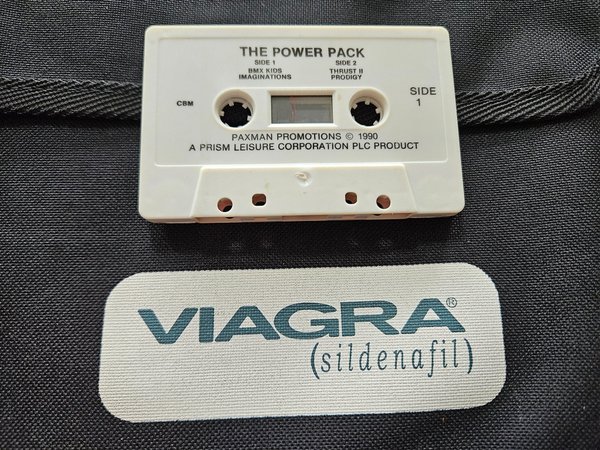 THE POWER PACK
SIDE 1
BMX KIDS
IMAGINATIONS
SIDE 2
THRUST II
PRODIGY
CBM
SIDE
1
PAXMAN PROMOTIONS © 1990
A PRISM LEISURE CORPORATION PLC PRODUCT
VIAGRA®
(sildenafil)